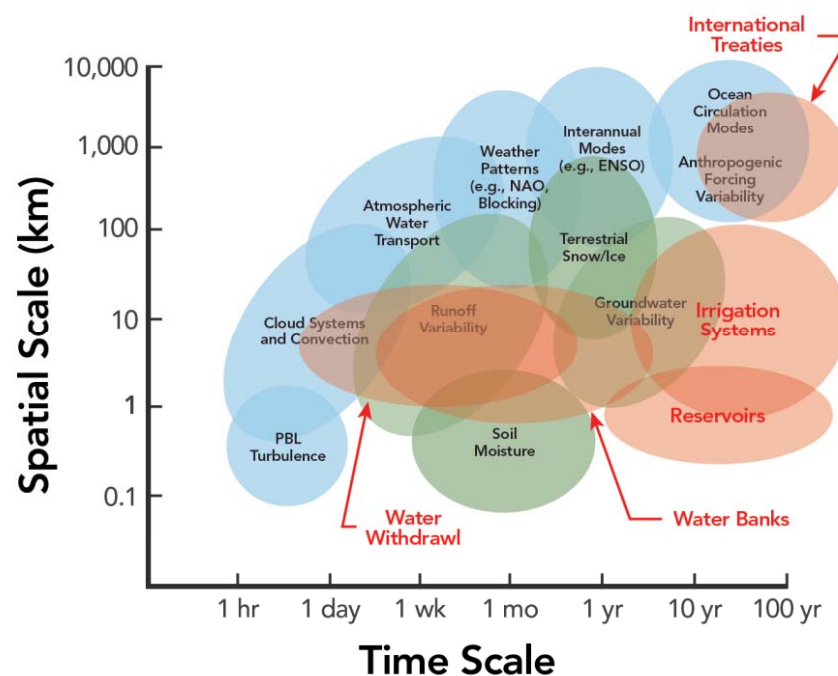 International
Treaties
10,000
1,000
100
10
1
0.1
Spatial Scale (km)
Ocean
Circulation
Modes
Anthropogenic
Forcing
Variability
Interannual
Modes
(e.g., ENSO)
Weather
Patterns
(e.g., NAO,
Blocking)
Atmospheric
Water
Transport
Terrestrial
Snow/Ice
Groundwater
Variability
Irrigation
Systems
Runoff
Variability
Cloud Systems
and Convection
Reservoirs
PBL
Turbulence
Soil
Moisture
Water
Withdrawl
Water Banks
1 hr
1 day
1 wk
1 mo
1 yr
10 yr
100 yr
Time Scale